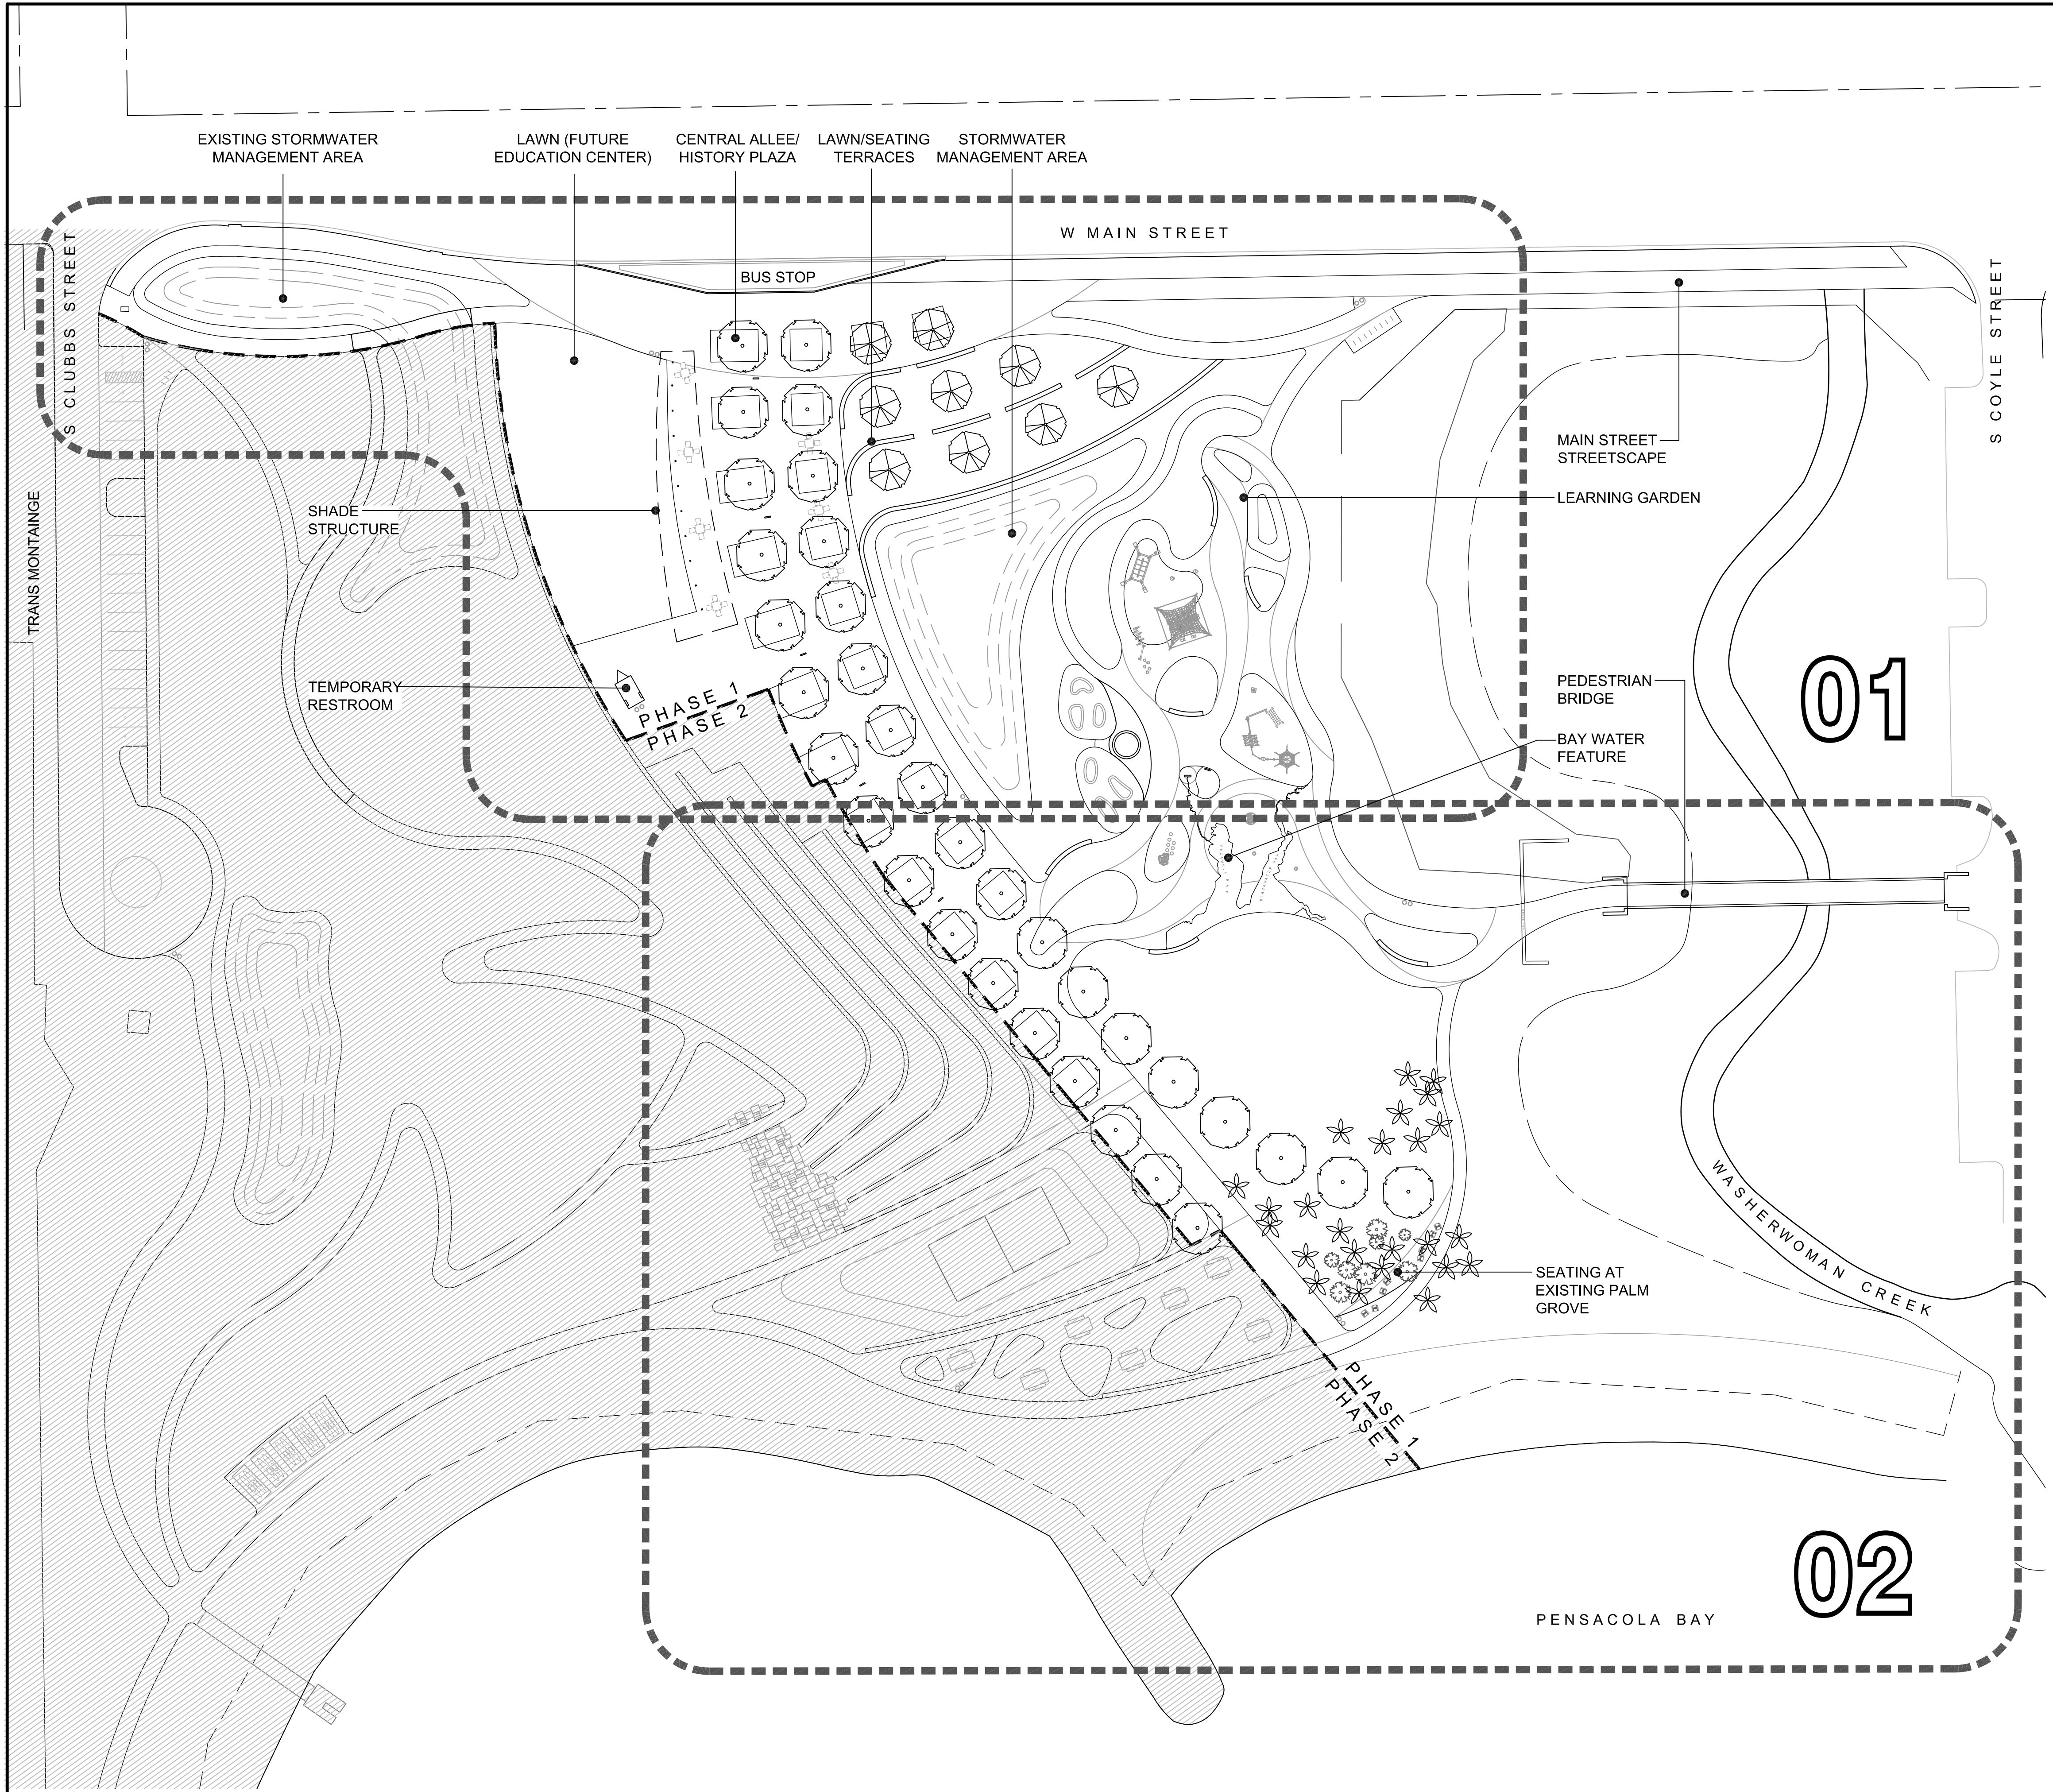 EXISTING STORMWATER
MANAGEMENT AREA
LAWN (FUTURE
EDUCATION CENTER)
CENTRAL ALLEE/
HISTORY PLAZA
LAWN/SEATING
TERRACES
STORMWATER
MANAGEMENT AREA
W MAIN STREET
BUS STOP
S CLUBBS STREET
S COYLE STREET
TRANS MONTAINGE
SHADE
STRUCTURE
MAIN STREET
STREETSCAPE
LEARNING GARDEN
TEMPORARY
RESTROOM
PHASE 1
PHASE 2
PEDESTRIAN
BRIDGE
01
BAY WATER
FEATURE
WASHERWOMAN CREEK
SEATING AT
EXISTING PALM
GROVE
PHASE 1
PHASE 2
02
PENSACOLA BAY